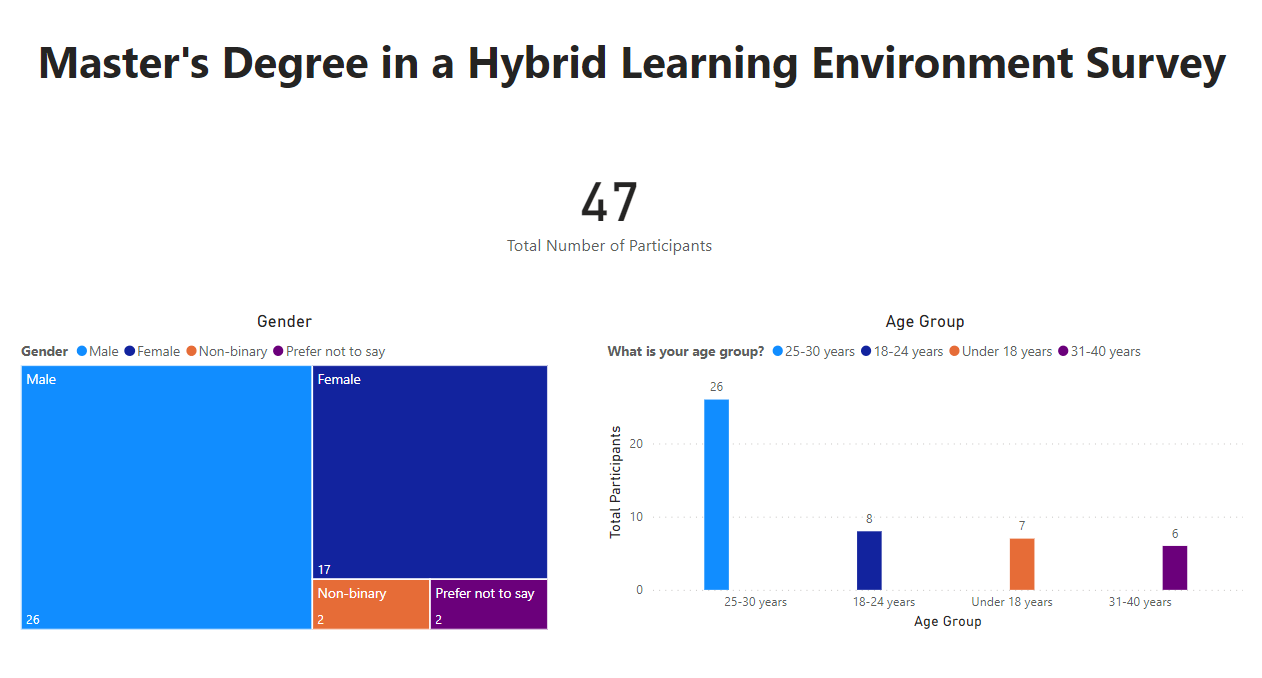 Master's Degree in a Hybrid Learning Environment Survey
47
Total Number of Participants
Gender
Gender Male Female Non-binary Prefer not to say
Male
26
Female
17
Non-binary
2
Prefer not to say
2
Age Group
What is your age group? 25-30 years 18-24 years Under 18 years 31-40 years
Total Participants
20
10
0
26
8
7
6
25-30 years 18-24 years Under 18 years 31-40 years
Age Group